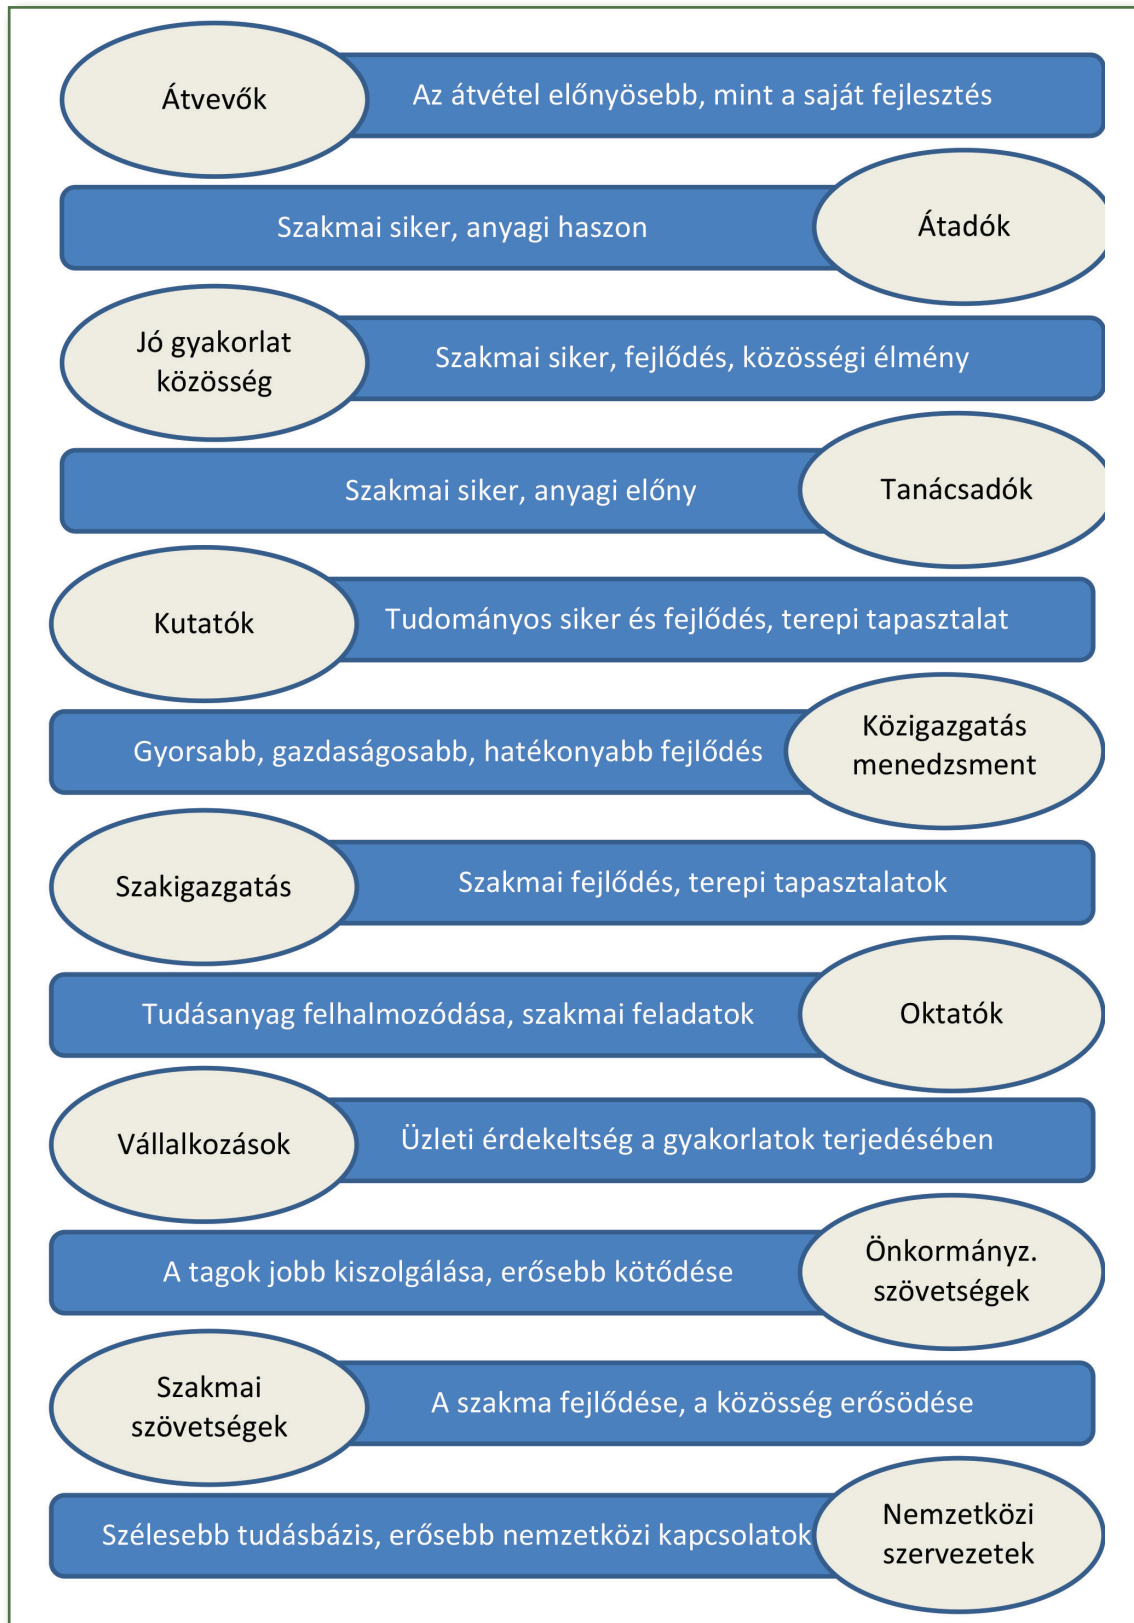 Átvevők
Az átvétel előnyösebb, mint a saját fejlesztés
Szakmai siker, anyagi haszon
Átadók
Jó gyakorlat
közösség
Szakmai siker, fejlődés, közösségi élmény
Szakmai siker, anyagi előny
Tanácsadók
Kutatók
Tudományos siker és fejlődés, terepi tapasztalat
Gyorsabb, gazdaságosabb, hatékonyabb fejlődés
Közigazgatás
menedzsment
Szakigazgatás
Szakmai fejlődés, terepi tapasztalatok
Tudásanyag felhalmozódása, szakmai feladatok
Oktatók
Vállalkozások
Üzleti érdekeltség a gyakorlatok terjedésében
A tagok jobb kiszolgálása, erősebb kötődése
Önkormányz.
szövetségek
Szakmai
szövetségek
A szakma fejlődése, a közösség erősödése
Szélesebb tudásbázis, erősebb nemzetközi kapcsolatok
Nemzetközi
szervezetek